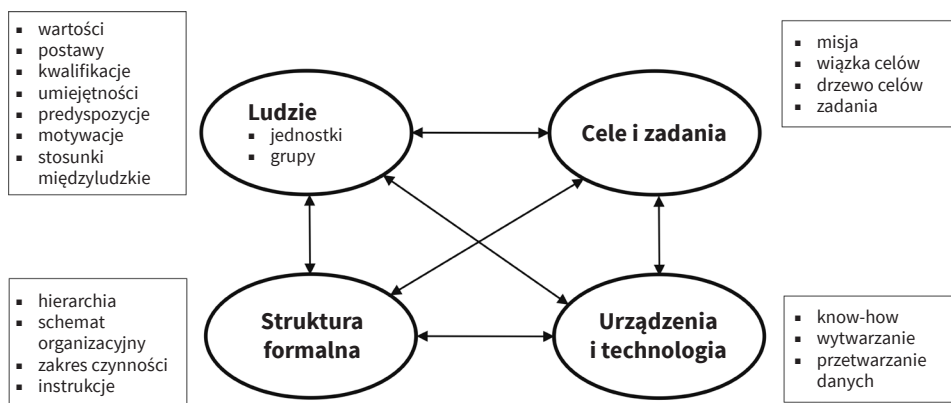 ▪ wartości
▪ postawy
▪ kwalifikacje
▪ umiejętności
▪ predyspozycje
▪ motywacje
▪ stosunki
międzyludzkie
Ludzie
▪ jednostki
▪ grupy
Cele i zadania
▪ misja
▪ wiązka celów
▪ drzewo celów
▪ zadania
▪ hierarchia
▪ schemat
organizacyjny
▪ zakres czynności
▪ instrukcje
Struktura
formalna
Urządzenia
i technologia
▪ know-how
▪ wytwarzanie
▪ przetwarzanie
danych